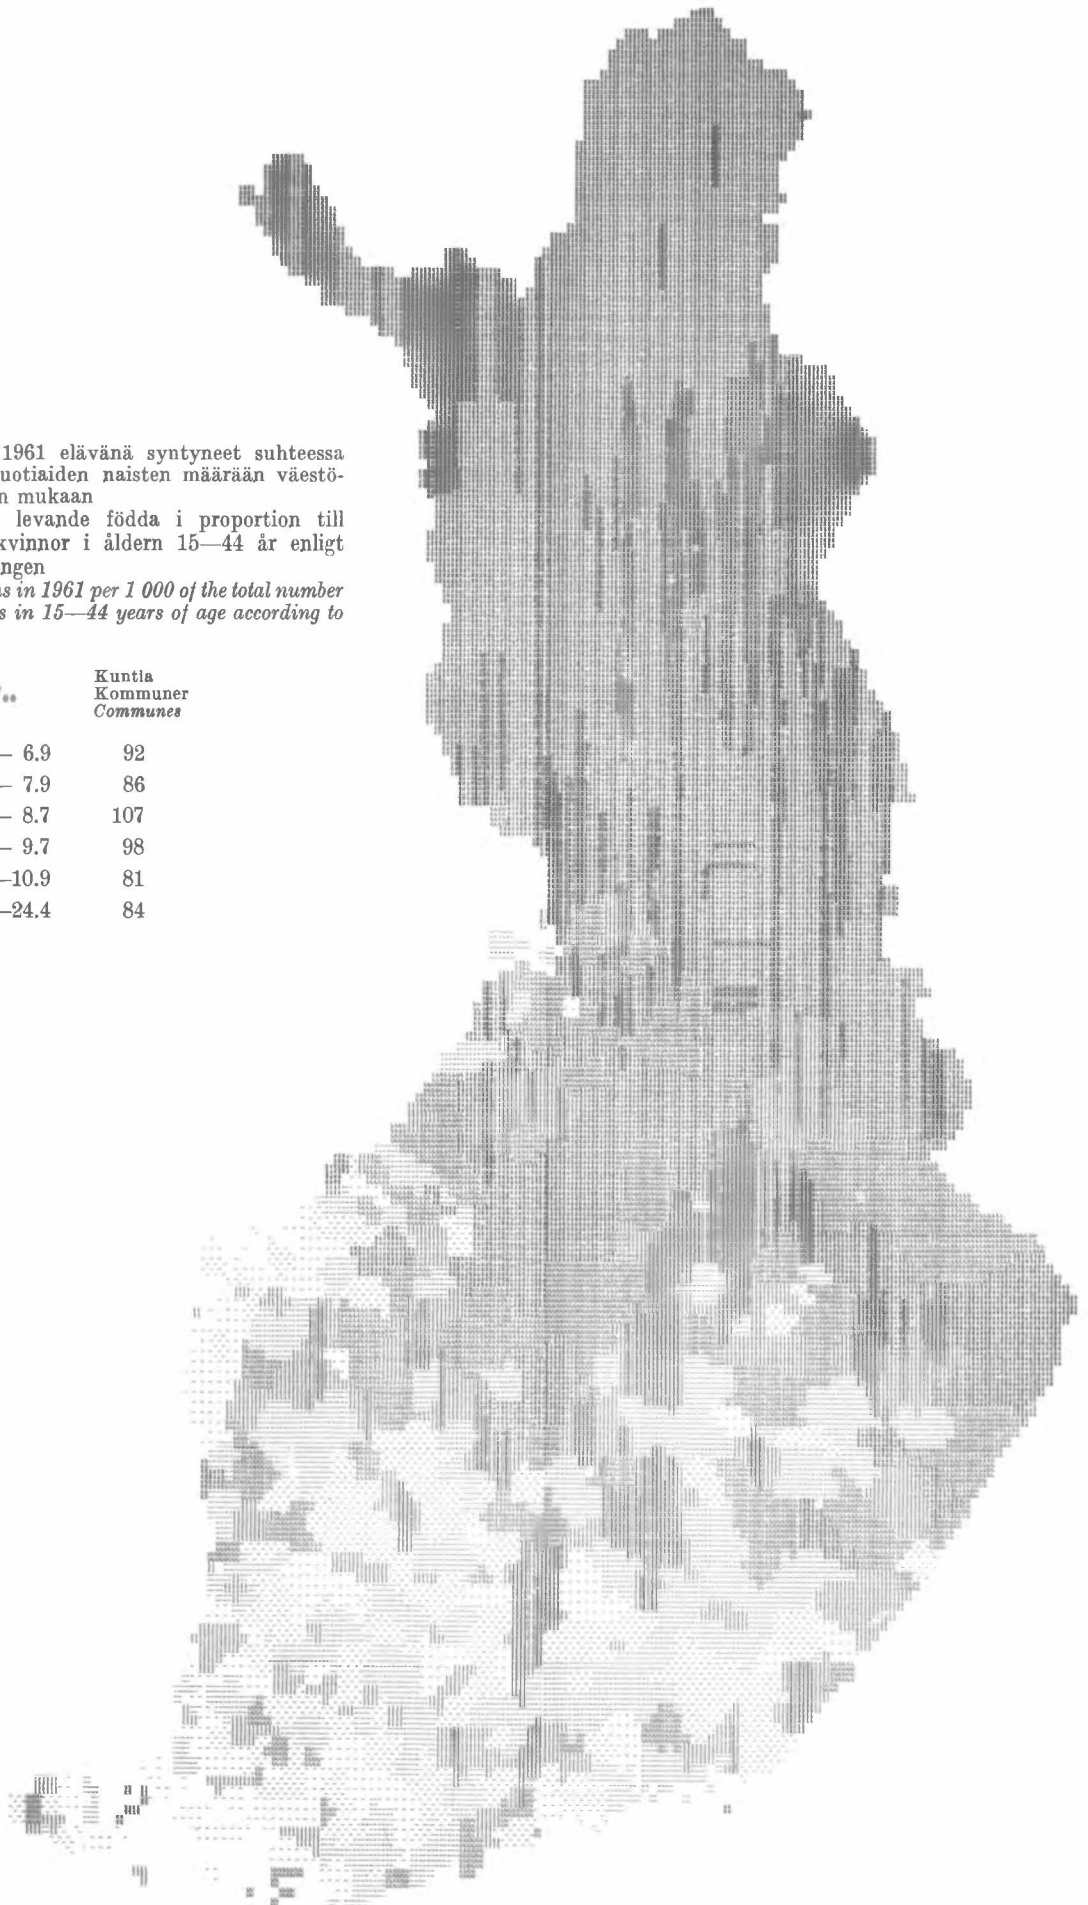 1961 elävänä syntyneet suhteessa
uotiaiden naisten määrään väestö-
n mukaan
levande födda i proportion till
kvinnor i åldern 15—44 år enligt
ngen
s in 1961 per 1 000 of the total number
s in 15—44 years of age according to
Kuntia
Kommuner
Communes
— 6.9 92
— 7.9 86
— 8.7 107
— 9.7 98
—10.9 81
—24.4 84